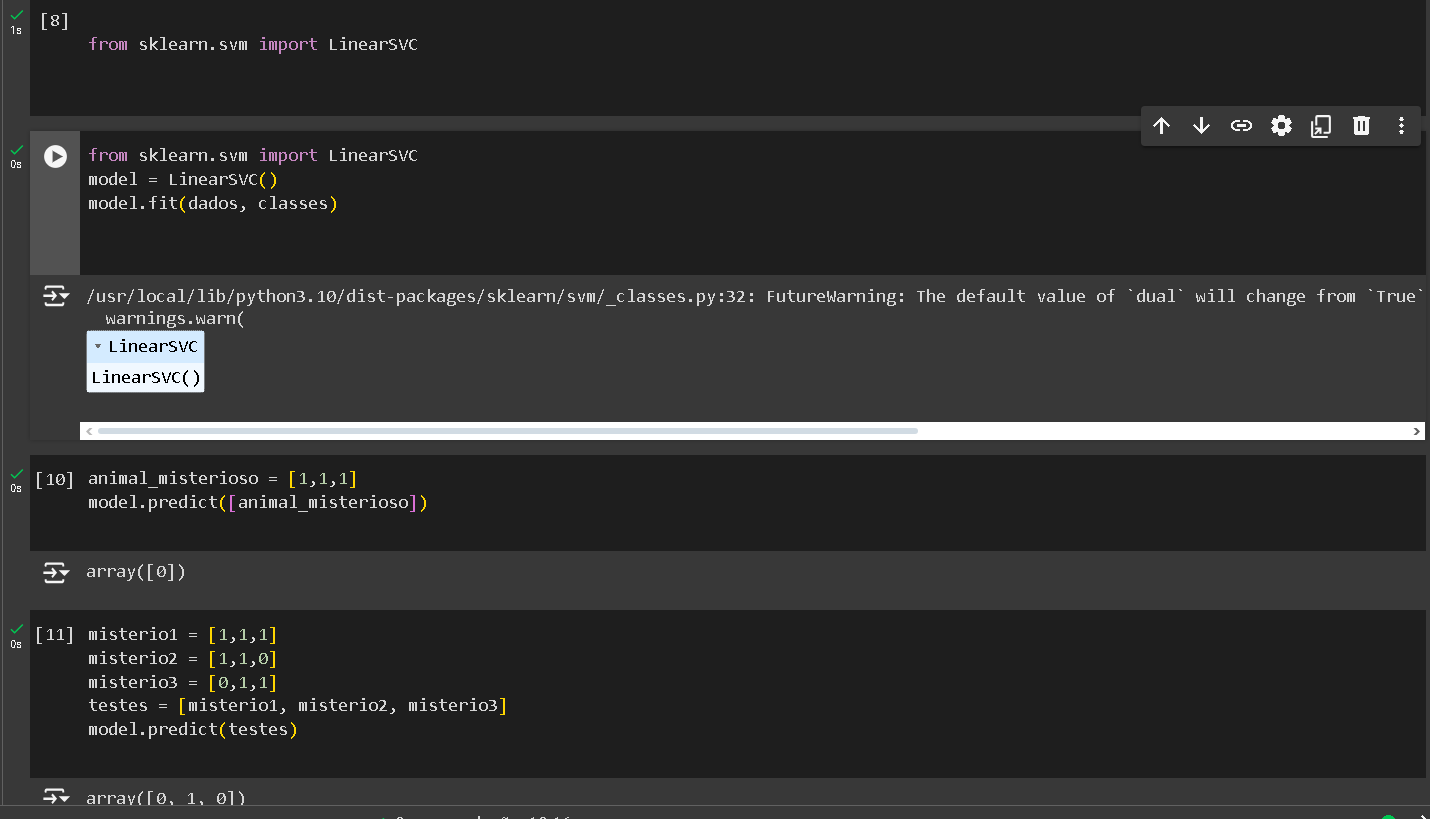 [8]
1s
from sklearn.svm import LinearSVC
0s
from sklearn.svm import LinearSVC
model = LinearSVC()
model.fit(dados, classes)
/usr/local/lib/python3.10/dist-packages/sklearn/svm/_classes.py:32: FutureWarning: The default value of `dual` will change from `True`
warnings.warn(
LinearSVC
LinearSVC()
0s
[10] animal_misterioso = [1,1,1]
model.predict([animal_misterioso])
array([0])
0s
[11] misterio1 = [1,1,1]
misterio2 = [1,1,0]
misterio3 = [0,1,1]
testes = [misterio1, misterio2, misterio3]
model.predict(testes)
array([0, 1, 0])